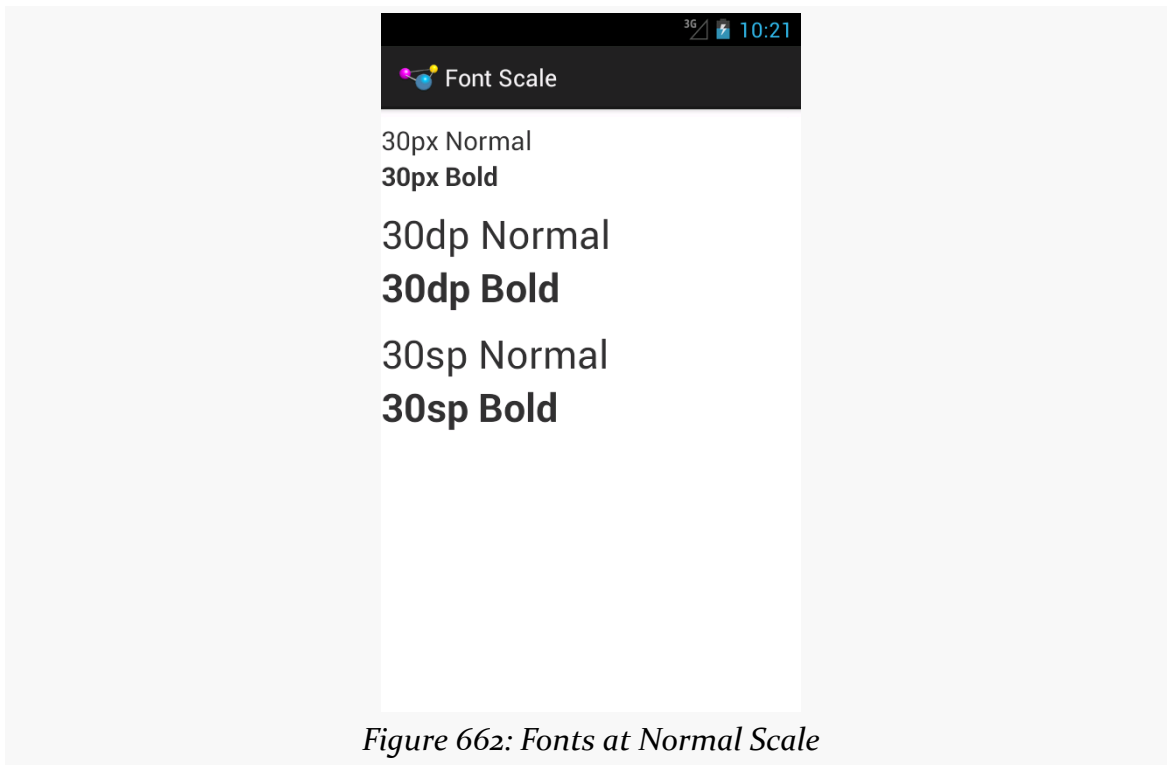 3G 10:21
Font Scale
30px Normal
30px Bold
30dp Normal
30dp Bold
30sp Normal
30sp Bold
Figure 662: Fonts at Normal Scale